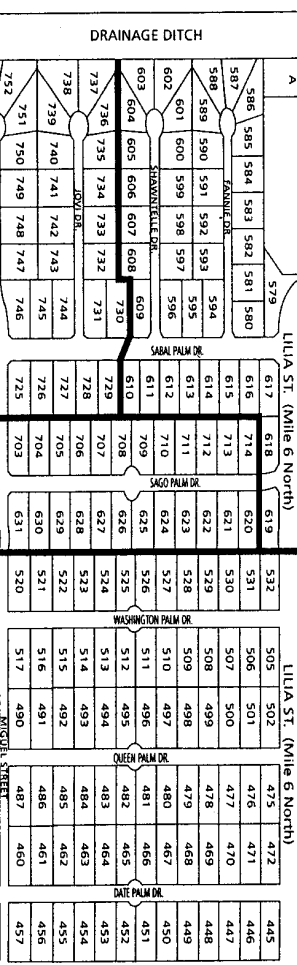 DRAINAGE DITCH
A
752 738 737 603 602 588 587
751 739 736 604 601 589 586
750 740 735 605 600 590 585
749 741 734 606 599 591 584
748 742 733 607 598 592 583
747 743 732 608 597 593 582
746 745 744 731 730 609 596 595 594 581 580 579
JOVI DR.
SHAWNTELLE DR.
FANNIE DR.
SABAL PALM DR.
LILIA ST. (Mile 6 North)
725 726 727 728 729 610 611 612 613 614 615 616 617
703 704 705 706 707 708 709 710 711 712 713 714 618
SAGO PALM DR.
631 630 629 628 627 626 625 624 623 622 621 620 619
520 521 522 523 524 525 526 527 528 529 530 531 532
WASHINGTON PALM DR.
LILIA ST. (Mile 6 North)
517 516 515 514 513 512 511 510 509 508 507 506 505
490 491 492 493 494 495 496 497 498 499 500 501 502
QUEEN PALM DR.
MIGUEL STREET
487 486 485 484 483 482 481 480 479 478 477 476 475
460 461 462 463 464 465 466 467 468 469 470 471 472
DATE PALM DR.
457 456 455 454 453 452 451 450 449 448 447 446 445